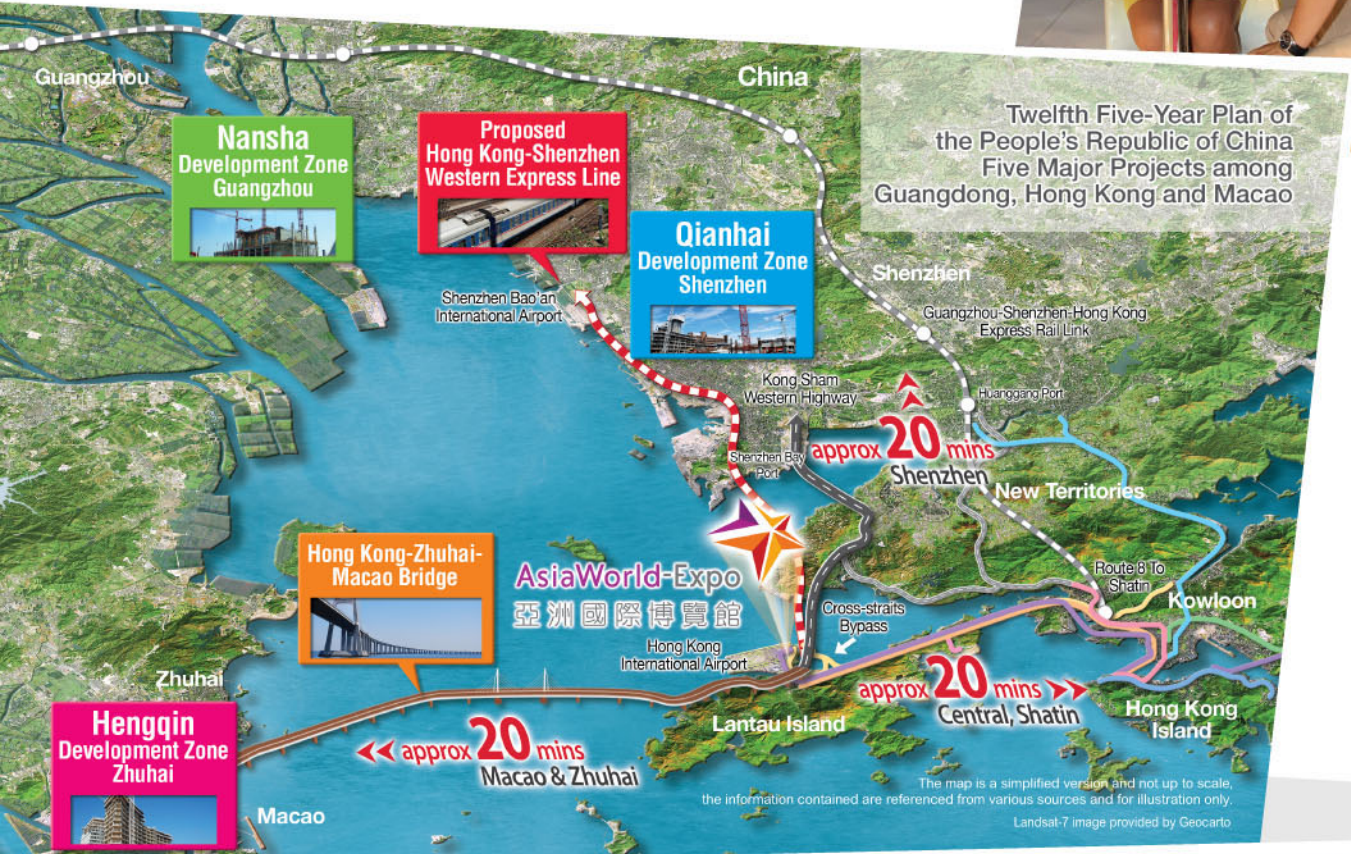 Guangzhou
China
Twelfth Five-Year Plan of
the People's Republic of China
Five Major Projects among
Guangdong, Hong Kong and Macao
Nansha
Development Zone
Guangzhou
Proposed
Hong Kong-Shenzhen
Western Express Line
Qianhai
Development Zone
Shenzhen
Shenzhen
Shenzhen Bao'an
International Airport
Guangzhou-Shenzhen-Hong Kong
Express Rail Link
Kong Sham
Western Highway
Huanggang Port
approx 20 mins
Shenzhen
Shenzhen Bay
Port
New Territories
Hong Kong-Zhuhai-
Macao Bridge
AsiaWorld-Expo
亞洲國際博覽館
Route 8 To
Shatin
Kowloon
Cross-straits
Bypass
Hong Kong
International Airport
Zhuhai
approx 20 mins
Central, Shatin
Hong Kong
Island
Lantau Island
Hengqin
Development Zone
Zhuhai
approx 20 mins
Macao & Zhuhai
Macao
The map is a simplified version and not up to scale,
the information contained are referenced from various sources and for illustration only.
Landsat-7 image provided by Geocarto